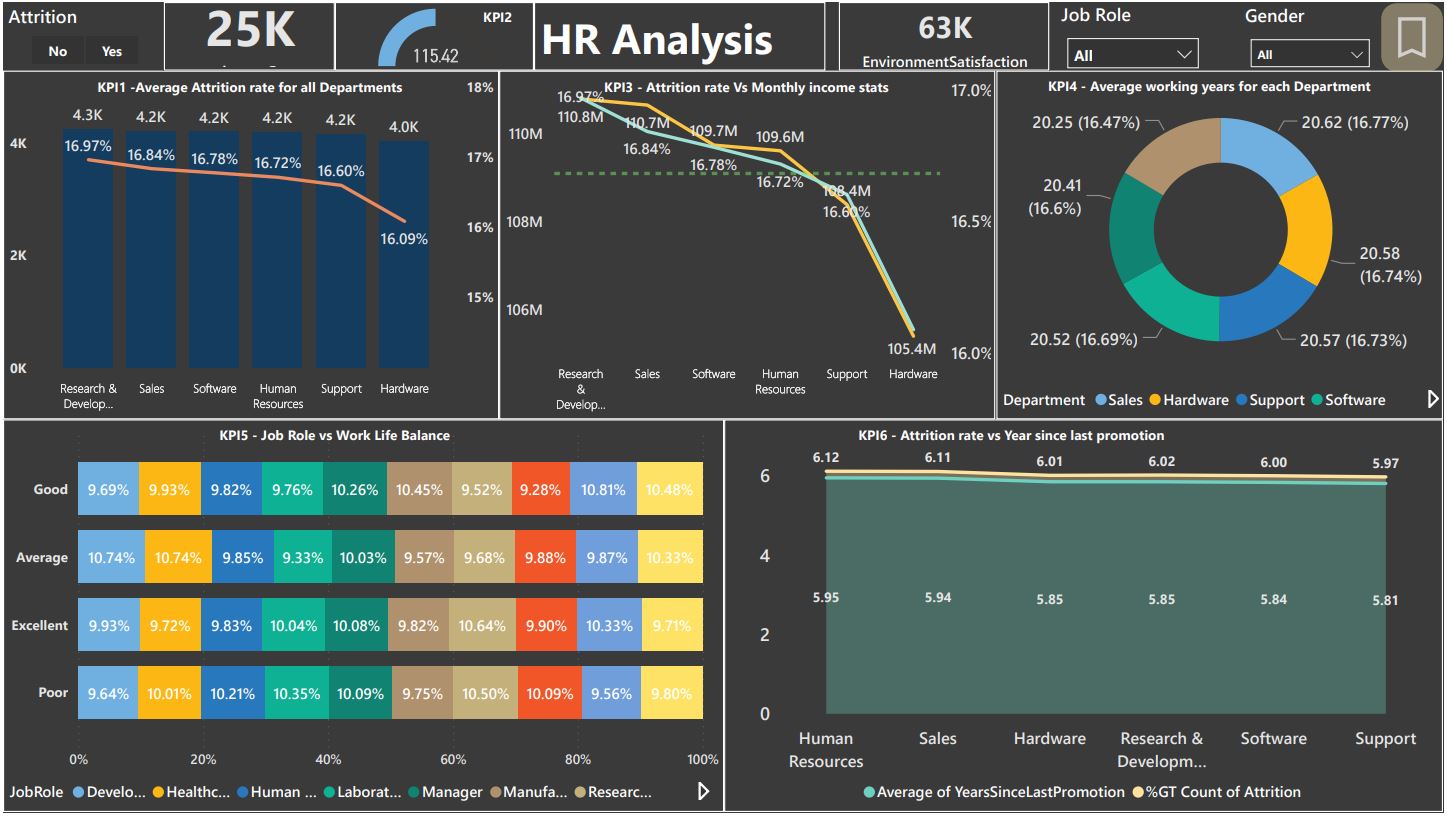 Attrition
No
Yes
25K
KPI2
115.42
HR Analysis
63K
EnvironmentSatisfaction
Job Role
All
Gender
All
KPI1 -Average Attrition rate for all Departments
18%
4.3K
4.2K
4.2K
4.2K
4.2K
4.0K
4K
16.97%
16.84%
16.78%
16.72%
16.60%
17%
16.09%
16%
2K
15%
0K
Research &
Develop...
Sales
Software
Human
Resources
Support
Hardware
KPI3 - Attrition rate Vs Monthly income stats
17.0%
16.97%
110.8M
110M
110.7M
109.7M
109.6M
16.84%
16.78%
16.72%
108.4M
16.60%
108M
16.5%
106M
105.4M
16.0%
Research
&
Develop...
Sales
Software
Human
Resources
Support
Hardware
KPI4 - Average working years for each Department
20.25 (16.47%)
20.62 (16.77%)
20.41
(16.6%)
20.58
(16.74%)
20.52 (16.69%)
20.57 (16.73%)
Department Sales Hardware Support Software
KPI5 - Job Role vs Work Life Balance
Good 9.69% 9.93% 9.82% 9.76% 10.26% 10.45% 9.52% 9.28% 10.81% 10.48%
Average 10.74% 10.74% 9.85% 9.33% 10.03% 9.57% 9.68% 9.88% 9.87% 10.33%
Excellent 9.93% 9.72% 9.83% 10.04% 10.08% 9.82% 10.64% 9.90% 10.33% 9.71%
Poor 9.64% 10.01% 10.21% 10.35% 10.09% 9.75% 10.50% 10.09% 9.56% 9.80%
0% 20% 40% 60% 80% 100%
JobRole Develo... Healthc... Human ... Laborat... Manager Manufa... Researc...
KPI6 - Attrition rate vs Year since last promotion
6.12 6.11 6.01 6.02 6.00 5.97
6
4
5.95 5.94 5.85 5.85 5.84 5.81
2
0
Human
Resources
Sales
Hardware
Research &
Developm...
Software
Support
Average of YearsSinceLastPromotion %GT Count of Attrition